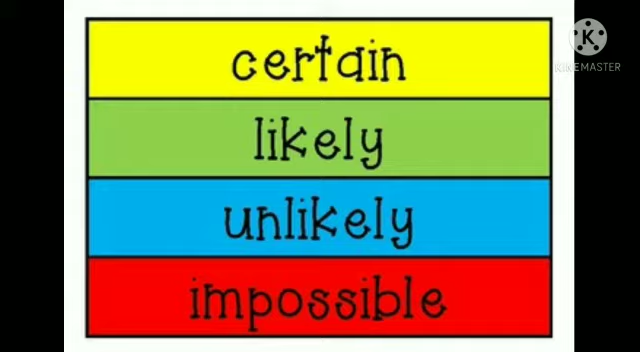 certain
likely
unlikely
impossible
K
KINEMASTER